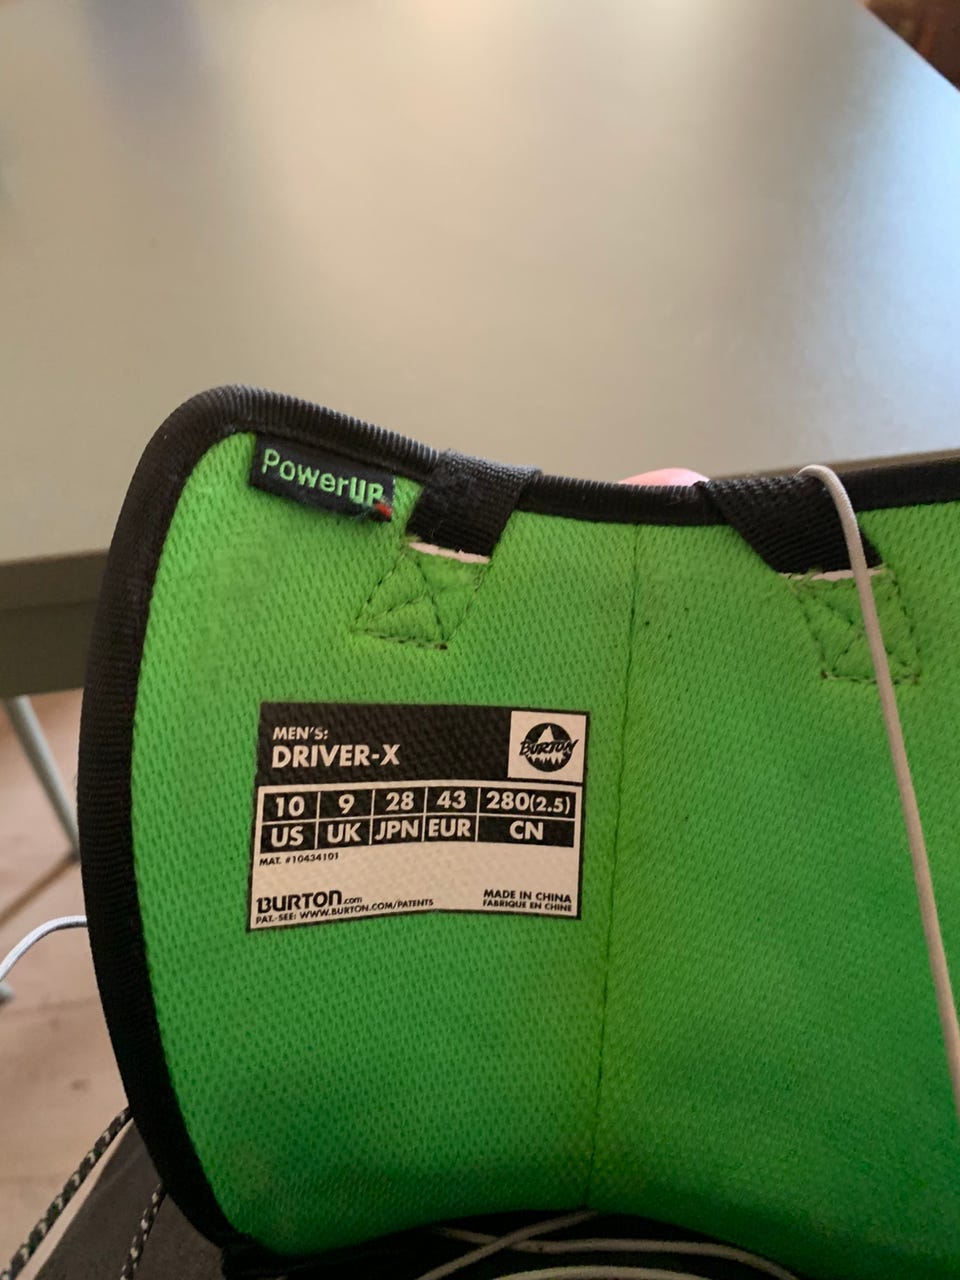 PowerUP
MEN'S:
DRIVER-X
BURTON
10 9 28 43 280(2.5)
US UK JPN EUR CN
MAT. #10434101
BURTON.com
PAT.-SEE: WWW.BURTON.COM/PATENTS
MADE IN CHINA
FABRIQUE EN CHINE